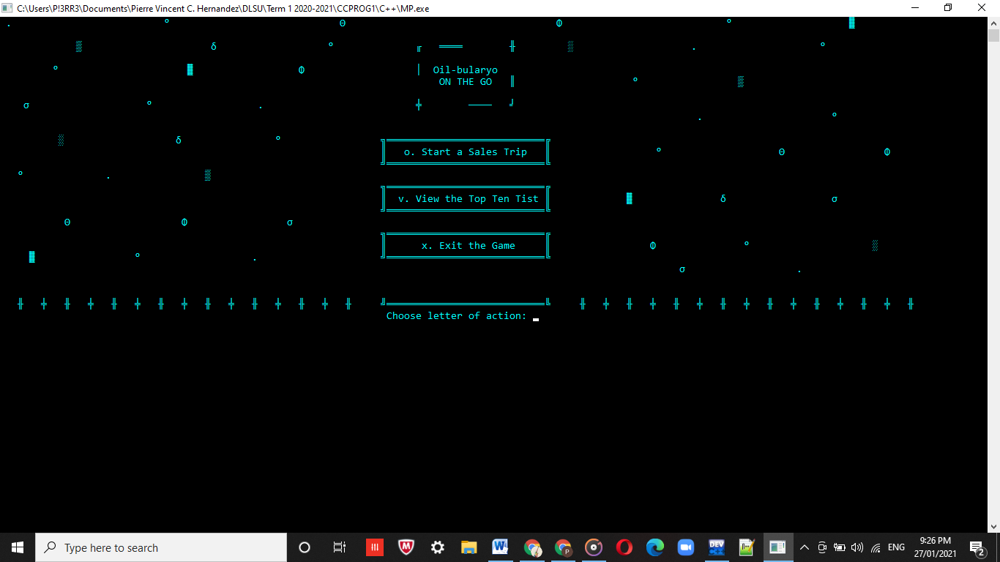 C:\Users\P!3RR3\Documents\Pierre Vincent C. Hernandez\DLSU\Term 1 2020-2021\CCPROG1\C++\MP.exe
Oil-bularyo
ON THE GO
o. Start a Sales Trip
v. View the Top Ten Tist
x. Exit the Game
Choose letter of action:
Type here to search
ENG
9:26 PM
27/01/2021
2